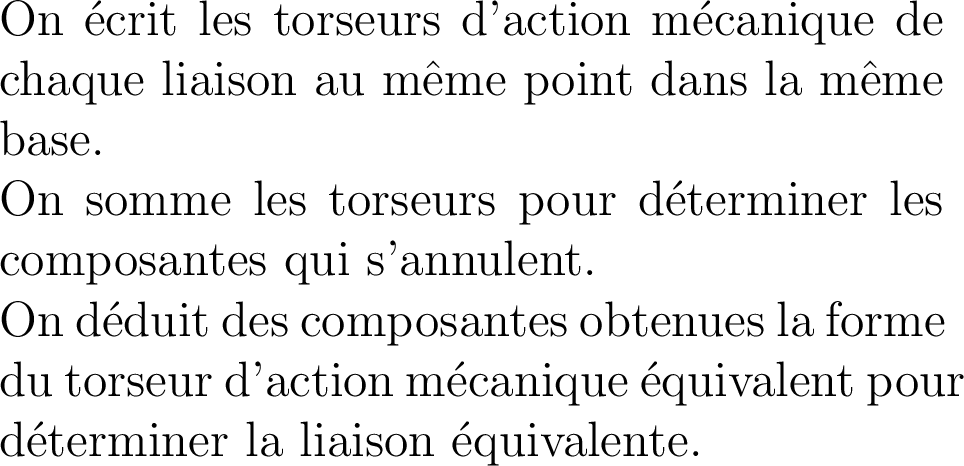 On écrit les torseurs d'action mécanique de
chaque liaison au même point dans la même
base.
On somme les torseurs pour déterminer les
composantes qui s'annulent.
On déduit des composantes obtenues la forme
du torseur d'action mécanique équivalent pour
déterminer la liaison équivalente.